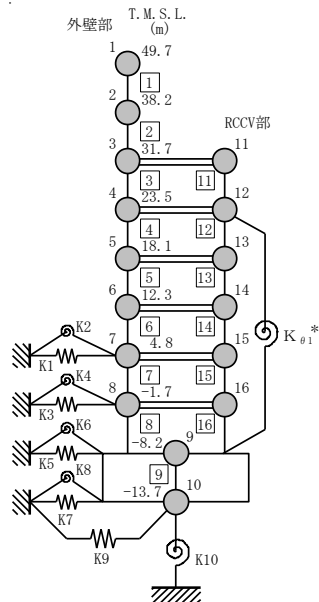 T.M.S.L.
外壁部 (m)
1 49.7
1
2 38.2
2 RCCV部
3 31.7 11
3 11
4 23.5 12
4 12
5 18.1 13
5 13
6 12.3 14
K2 6 14
7 4.8 15
K1
K4 7 15
8 -1.7 16
K3
K6 8 16
-8.2 9
K5
K8 9
-13.7 10
K7
K9
K10
Kθ1*